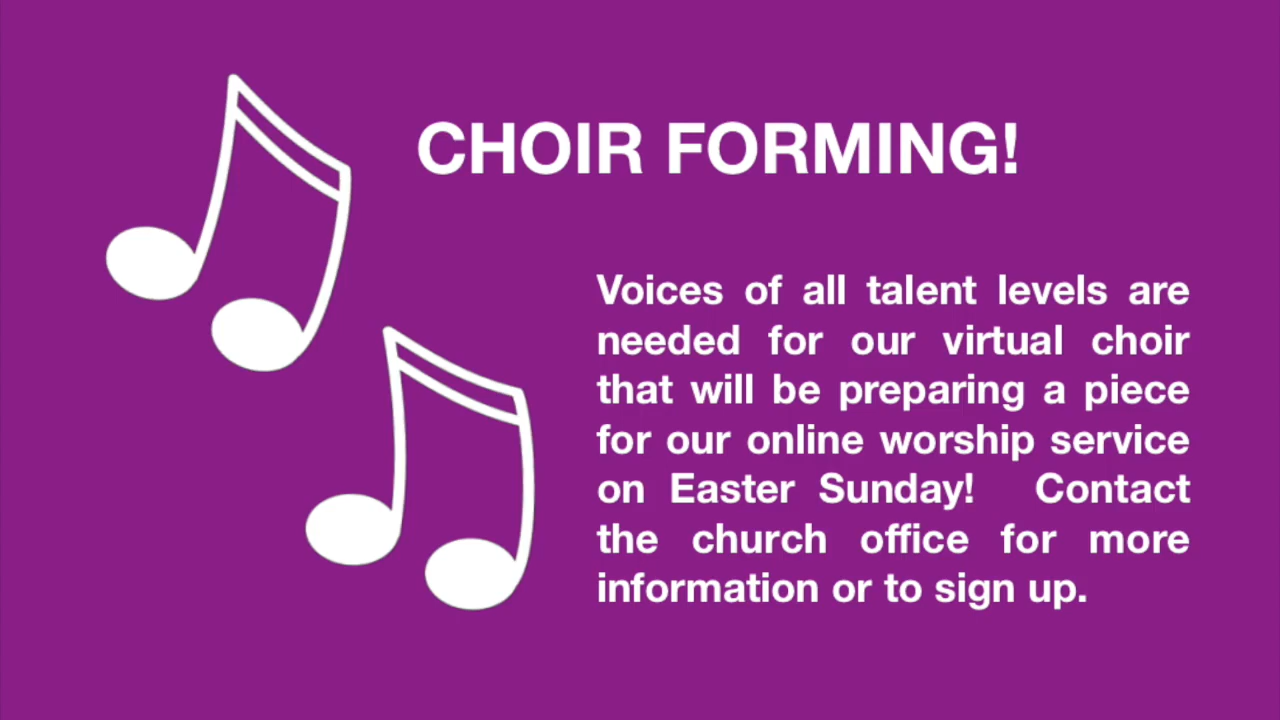 CHOIR FORMING!
Voices of all talent levels are
needed for our virtual choir
that will be preparing a piece
for our online worship service
on Easter Sunday! Contact
the church office for more
information or to sign up.